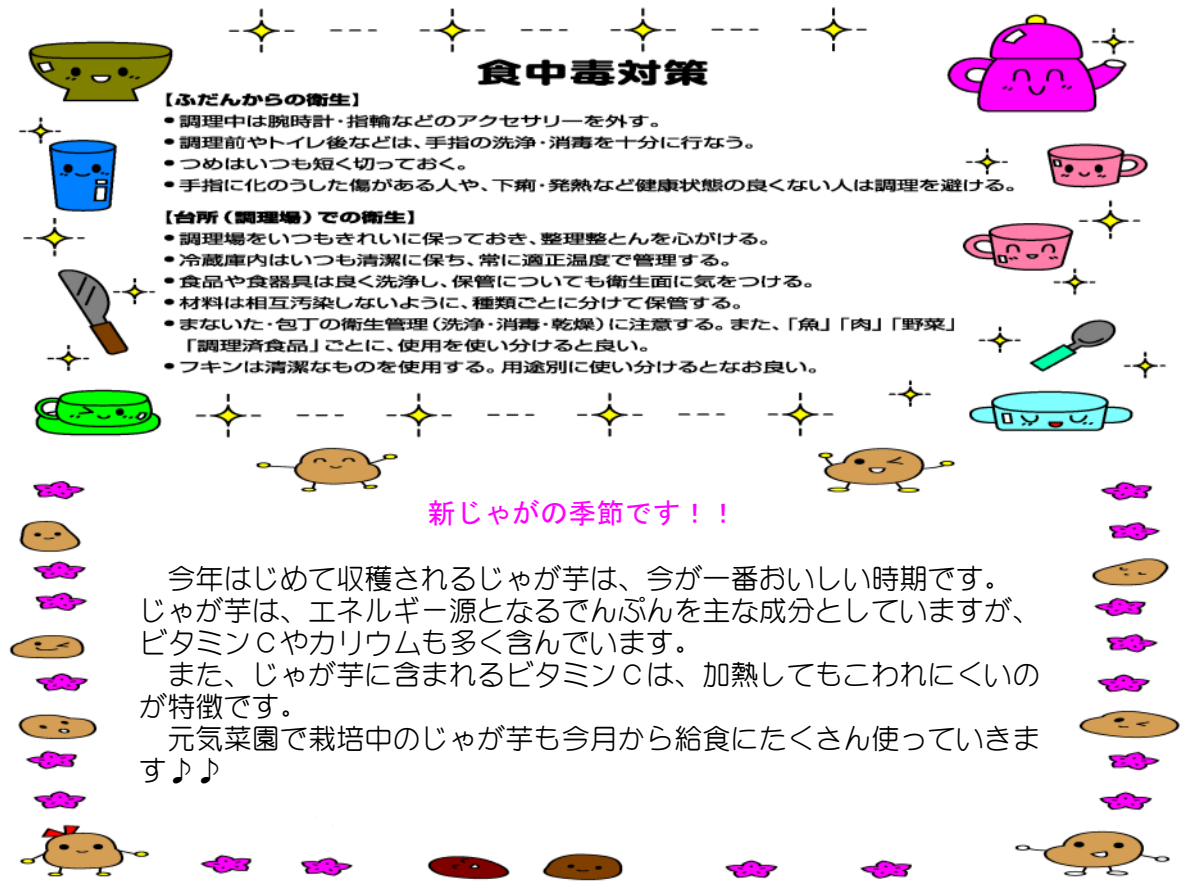 食中毒対策
【ふだんからの衛生】
●調理中は腕時計・指輪などのアクセサリーを外す。
●調理前やトイレ後などは、手指の洗浄・消毒を十分に行なう。
●つめはいつも短く切っておく。
●手指に化のうした傷がある人や、下痢・発熱など健康状態の良くない人は調理を避ける。
【台所（調理場）での衛生】
●調理場をいつもきれいに保っておき、整理整とんを心がける。
●冷蔵庫内はいつも清潔に保ち、常に適正温度で管理する。
●食品や食器具は良く洗浄し、保管についても衛生面に気をつける。
●材料は相互汚染しないように、種類ごとに分けて保管する。
●まないた・包丁の衛生管理（洗浄・消毒・乾燥）に注意する。また、「魚」「肉」「野菜」
「調理済食品」ごとに、使用を使い分けると良い。
●フキンは清潔なものを使用する。用途別に使い分けるとなお良い。
新じゃがの季節です！！
今年はじめて収穫されるじゃが芋は、今が一番おいしい時期です。
じゃが芋は、エネルギー源となるでんぷんを主な成分としていますが、
ビタミンＣやカリウムも多く含んでいます。
また、じゃが芋に含まれるビタミンＣは、加熱してもこわれにくいの
が特徴です。
元気菜園で栽培中のじゃが芋も今月から給食にたくさん使っていきま
す♪♪